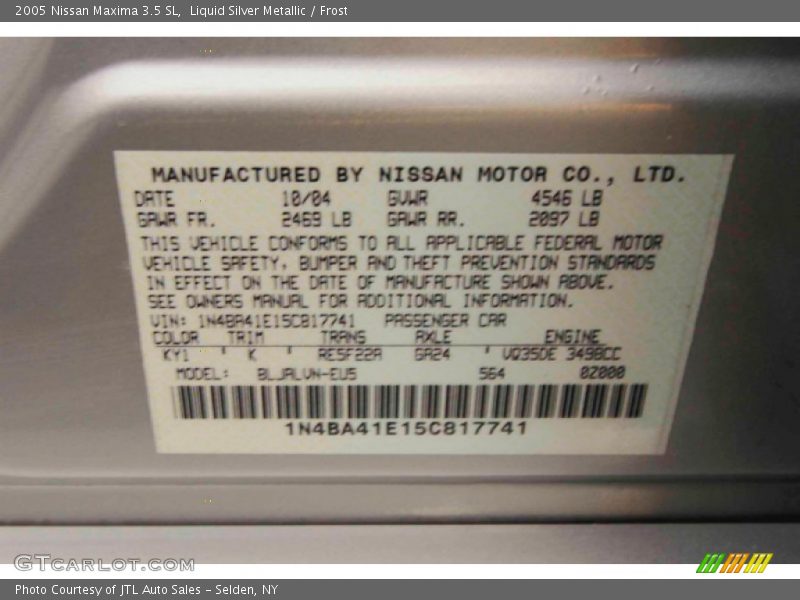 2005 Nissan Maxima 3.5 SL, Liquid Silver Metallic / Frost
MANUFACTURED BY NISSAN MOTOR CO., LTD.
DATE 10/04 GVWR 4546 LB
GAWR FR. 2469 LB GAWR RR. 2097 LB
THIS VEHICLE CONFORMS TO ALL APPLICABLE FEDERAL MOTOR
VEHICLE SAFETY, BUMPER AND THEFT PREVENTION STANDARDS
IN EFFECT ON THE DATE OF MANUFACTURE SHOWN ABOVE.
SEE OWNERS MANUAL FOR ADDITIONAL INFORMATION.
VIN: 1N4BA41E15C817741 PASSENGER CAR
COLOR TRIM TRANS AXLE ENGINE
KY1 ' K ' RE5F22A GA24 ' VQ35DE 3498CC
MODEL: BLJALVN-EU5 564 0Z000
1N4BA41E15C817741
GTCARLOT.COM
Photo Courtesy of JTL Auto Sales - Selden, NY